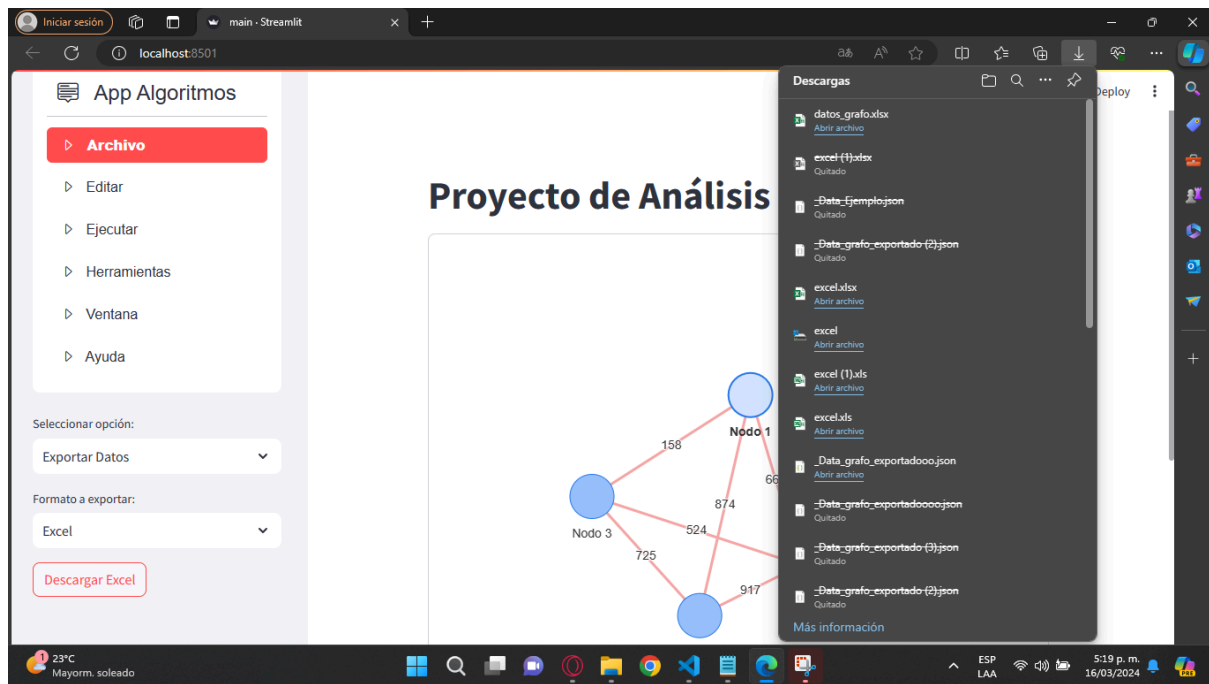 Iniciar sesión
main · Streamlit
localhost:8501
App Algoritmos
Archivo
Editar
Ejecutar
Herramientas
Ventana
Ayuda
Seleccionar opción:
Exportar Datos
Formato a exportar:
Excel
Descargar Excel
Proyecto de Análisis
Nodo 1
158
66
874
Nodo 3
524
725
917
Deploy
Descargas
datos_grafo.xlsx
Abrir archivo
excel (1).xlsx
Quitado
_Data_Ejemplo.json
Quitado
_Data_grafo_exportado (2).json
Quitado
excel.xlsx
Abrir archivo
excel
Abrir archivo
excel (1).xls
Abrir archivo
excel.xls
Abrir archivo
_Data_grafo_exportadooo.json
Abrir archivo
_Data_grafo_exportadoooo.json
Quitado
_Data_grafo_exportado (3).json
Quitado
_Data_grafo_exportado (2).json
Quitado
Más información
1
23°C
Mayorm. soleado
ESP
LAA
5:19 p. m.
16/03/2024
PRE